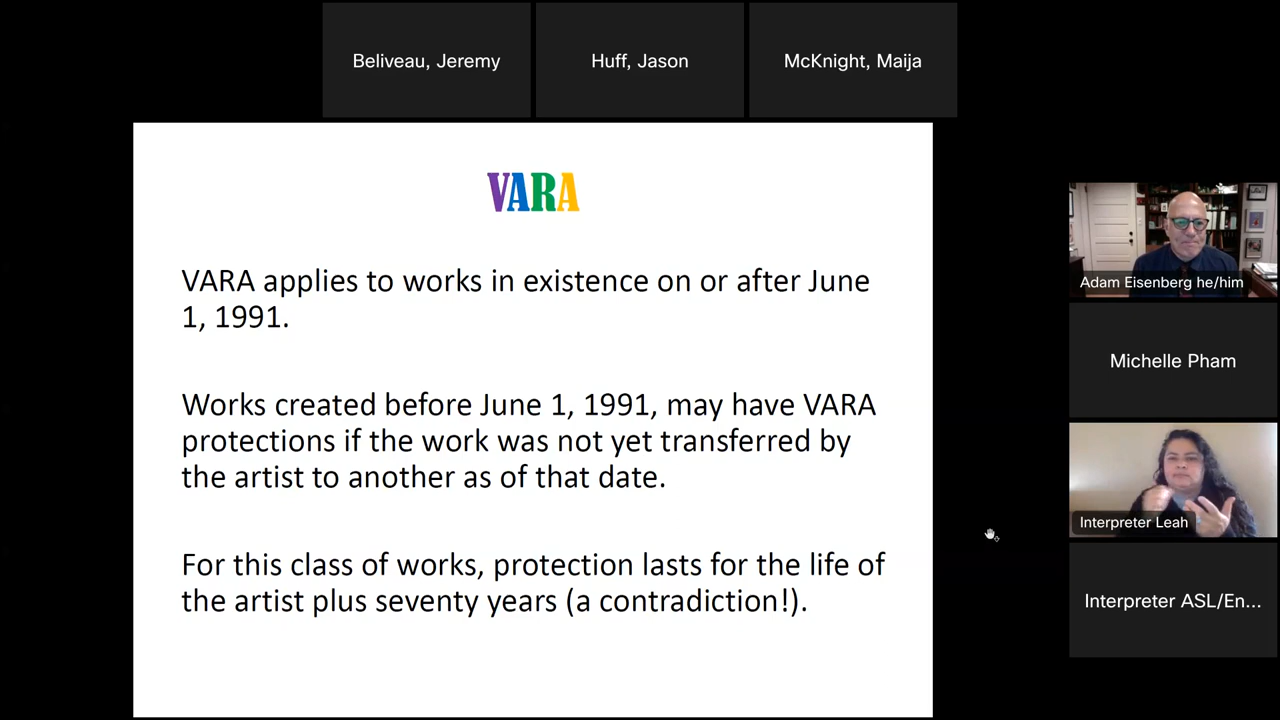 Beliveau, Jeremy
Huff, Jason
McKnight, Maija
VARA
VARA applies to works in existence on or after June
1, 1991.
Works created before June 1, 1991, may have VARA
protections if the work was not yet transferred by
the artist to another as of that date.
For this class of works, protection lasts for the life of
the artist plus seventy years (a contradiction!).
Adam Eisenberg he/him
Michelle Pham
Interpreter Leah
Interpreter ASL/En...